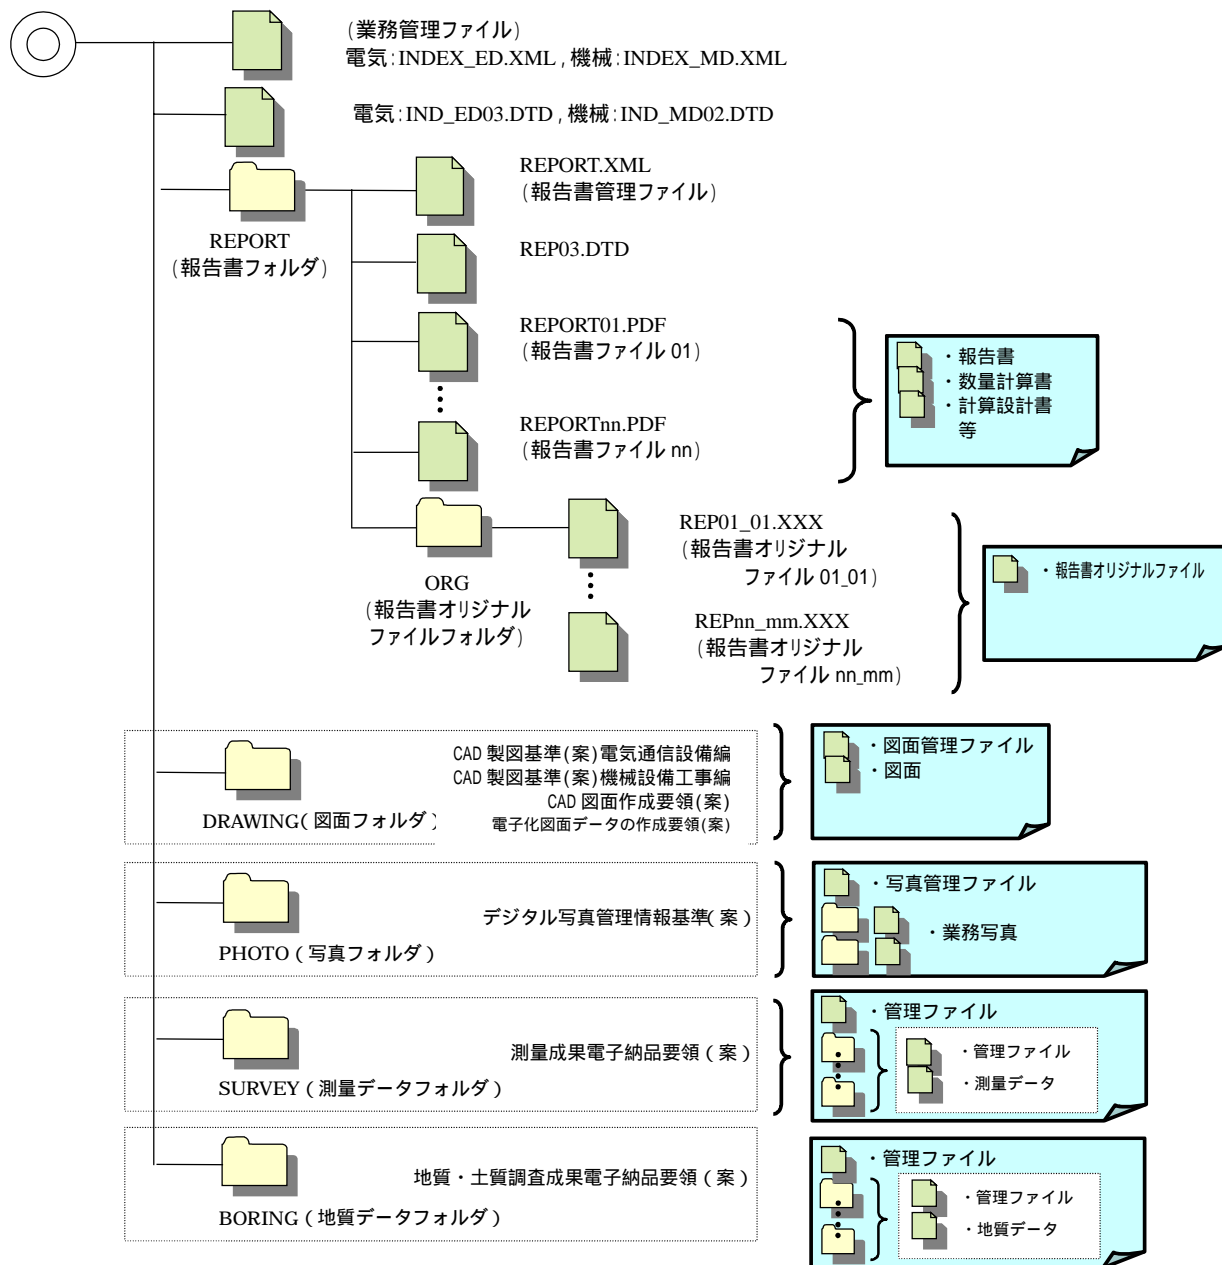 (業務管理ファイル)
電気:INDEX_ED.XML,機械:INDEX_MD.XML
電気:IND_ED03.DTD,機械:IND_MD02.DTD
REPORT
(報告書フォルダ)
REPORT.XML
(報告書管理ファイル)
REP03.DTD
REPORT01.PDF
(報告書ファイル 01)
REPORTnn.PDF
(報告書ファイル nn)
・報告書
・数量計算書
・計算設計書
等
ORG
(報告書オリジナル
ファイルフォルダ)
REP01_01.XXX
(報告書オリジナル
ファイル 01_01)
REPnn_mm.XXX
(報告書オリジナル
ファイル nn_mm)
・報告書オリジナルファイル
DRAWING(図面フォルダ)
CAD 製図基準(案)電気通信設備編
CAD 製図基準(案)機械設備工事編
CAD 図面作成要領(案)
電子化図面データの作成要領(案)
・図面管理ファイル
・図面
PHOTO(写真フォルダ)
デジタル写真管理情報基準(案)
・写真管理ファイル
・業務写真
SURVEY(測量データフォルダ)
測量成果電子納品要領(案)
・管理ファイル
・管理ファイル
・測量データ
BORING(地質データフォルダ)
地質・土質調査成果電子納品要領(案)
・管理ファイル
・管理ファイル
・地質データ